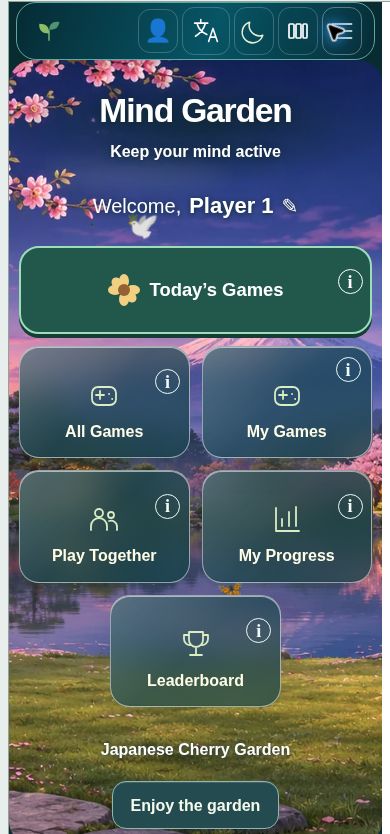 Mind Garden
Keep your mind active
Welcome, Player 1 ✎
Today’s Games i
All Games i
My Games i
Play Together i
My Progress i
Leaderboard i
Japanese Cherry Garden
Enjoy the garden